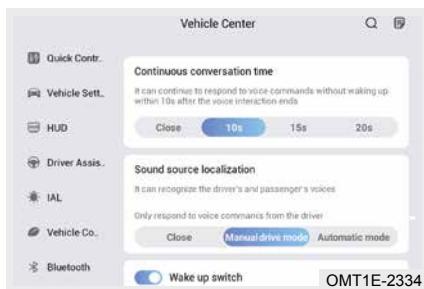 Vehicle Center
Quick Contr..
Vehicle Sett..
HUD
Driver Assis..
IAL
Vehicle Co..
Bluetooth
Continuous conversation time
It can continue to respond to voice commands without waking up
within 10s after the voice interaction ends
Close 10s 15s 20s
Sound source localization
It can recognize the driver's and passenger's voices
Only respond to voice commands from the driver
Close Manual drive mode Automatic mode
Wake up switch
OMT1E-2334